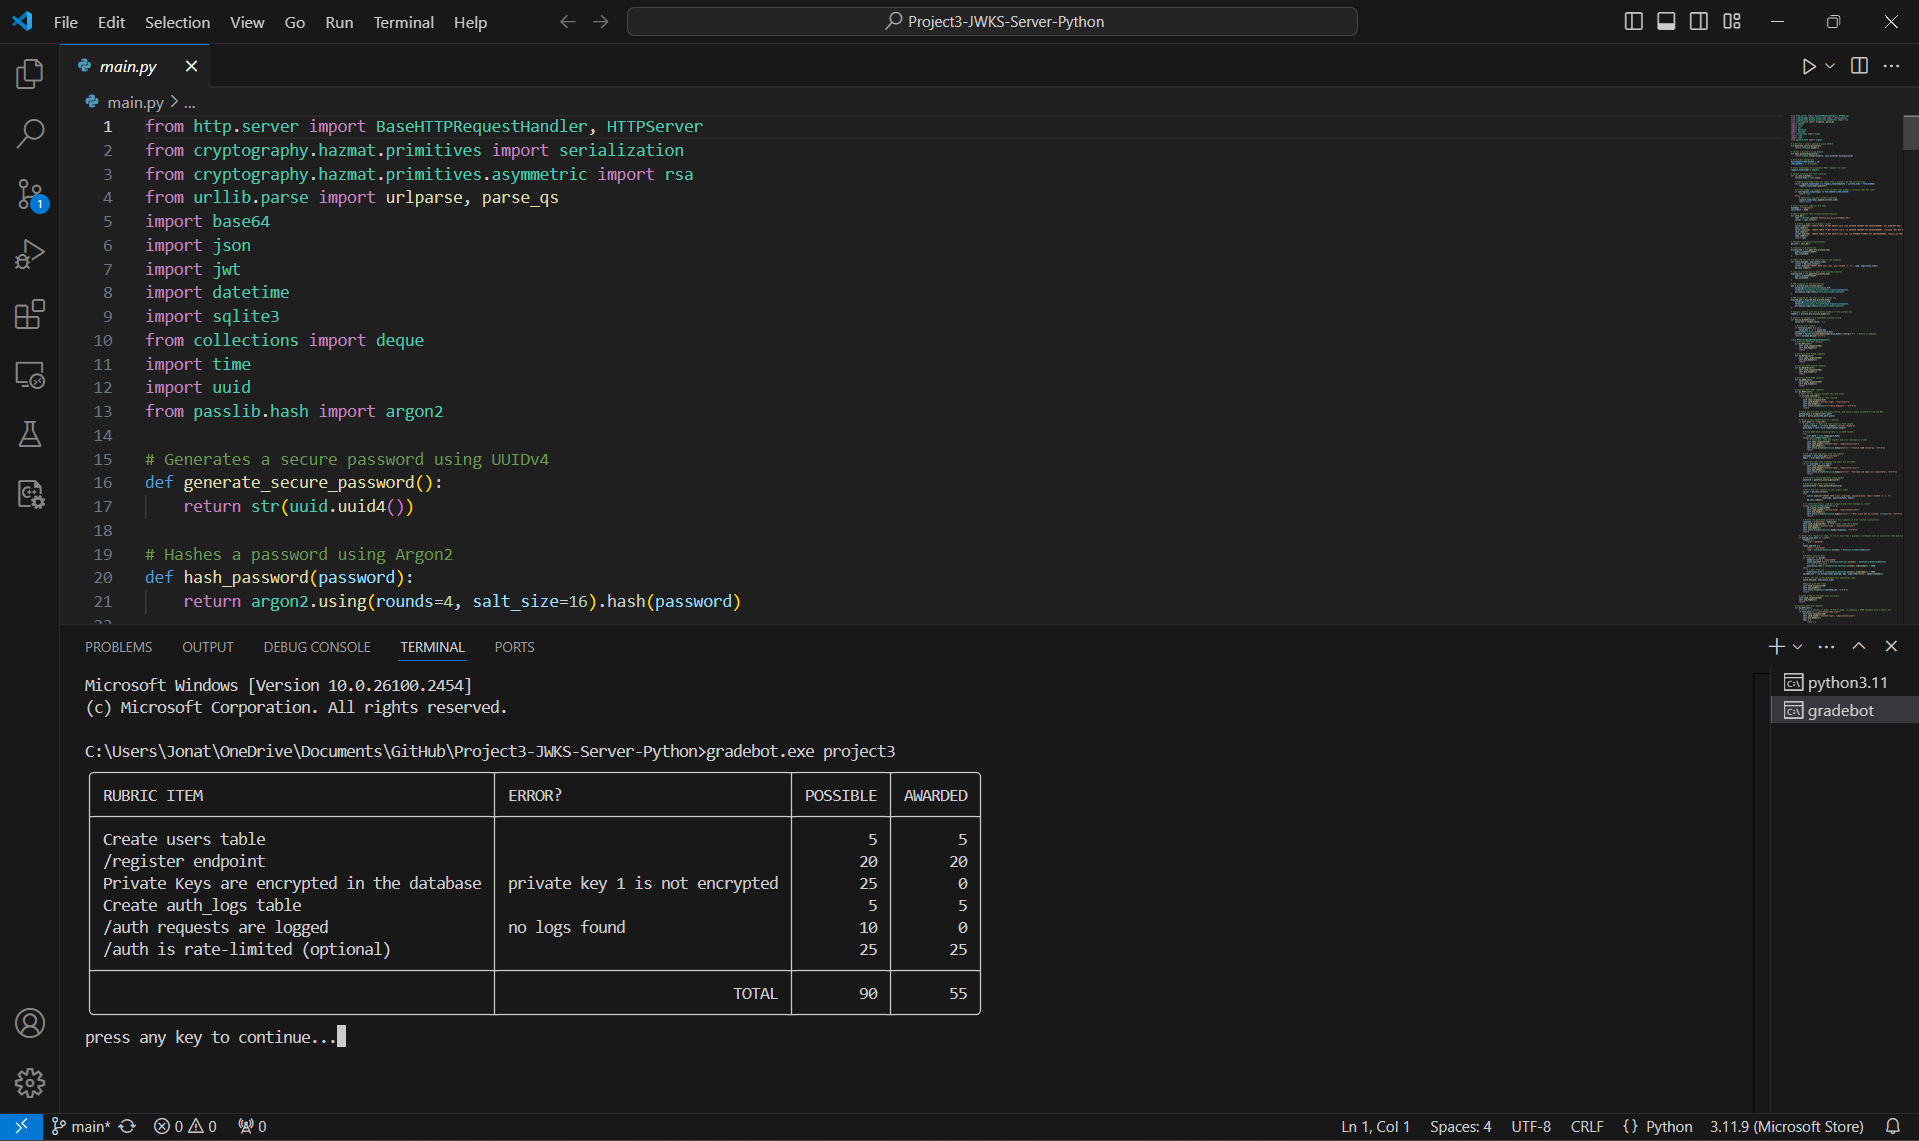 File Edit Selection View Go Run Terminal Help
Project3-JWKS-Server-Python
main.py
main.py > ...
1 from http.server import BaseHTTPRequestHandler, HTTPServer
2 from cryptography.hazmat.primitives import serialization
3 from cryptography.hazmat.primitives.asymmetric import rsa
4 from urllib.parse import urlparse, parse_qs
5 import base64
6 import json
7 import jwt
8 import datetime
9 import sqlite3
10 from collections import deque
11 import time
12 import uuid
13 from passlib.hash import argon2
14
15 # Generates a secure password using UUIDv4
16 def generate_secure_password():
17 return str(uuid.uuid4())
18
19 # Hashes a password using Argon2
20 def hash_password(password):
21 return argon2.using(rounds=4, salt_size=16).hash(password)
1
PROBLEMS OUTPUT DEBUG CONSOLE TERMINAL PORTS
Microsoft Windows [Version 10.0.26100.2454]
(c) Microsoft Corporation. All rights reserved.
C:\Users\Jonat\OneDrive\Documents\GitHub\Project3-JWKS-Server-Python>gradebot.exe project3
RUBRIC ITEM ERROR? POSSIBLE AWARDED
Create users table 5 5
/register endpoint 20 20
Private Keys are encrypted in the database private key 1 is not encrypted 25 0
Create auth_logs table 5 5
/auth requests are logged no logs found 10 0
/auth is rate-limited (optional) 25 25
TOTAL 90 55
press any key to continue...
python3.11
gradebot
main* 0 0 0 Ln 1, Col 1 Spaces: 4 UTF-8 CRLF {} Python 3.11.9 (Microsoft Store)